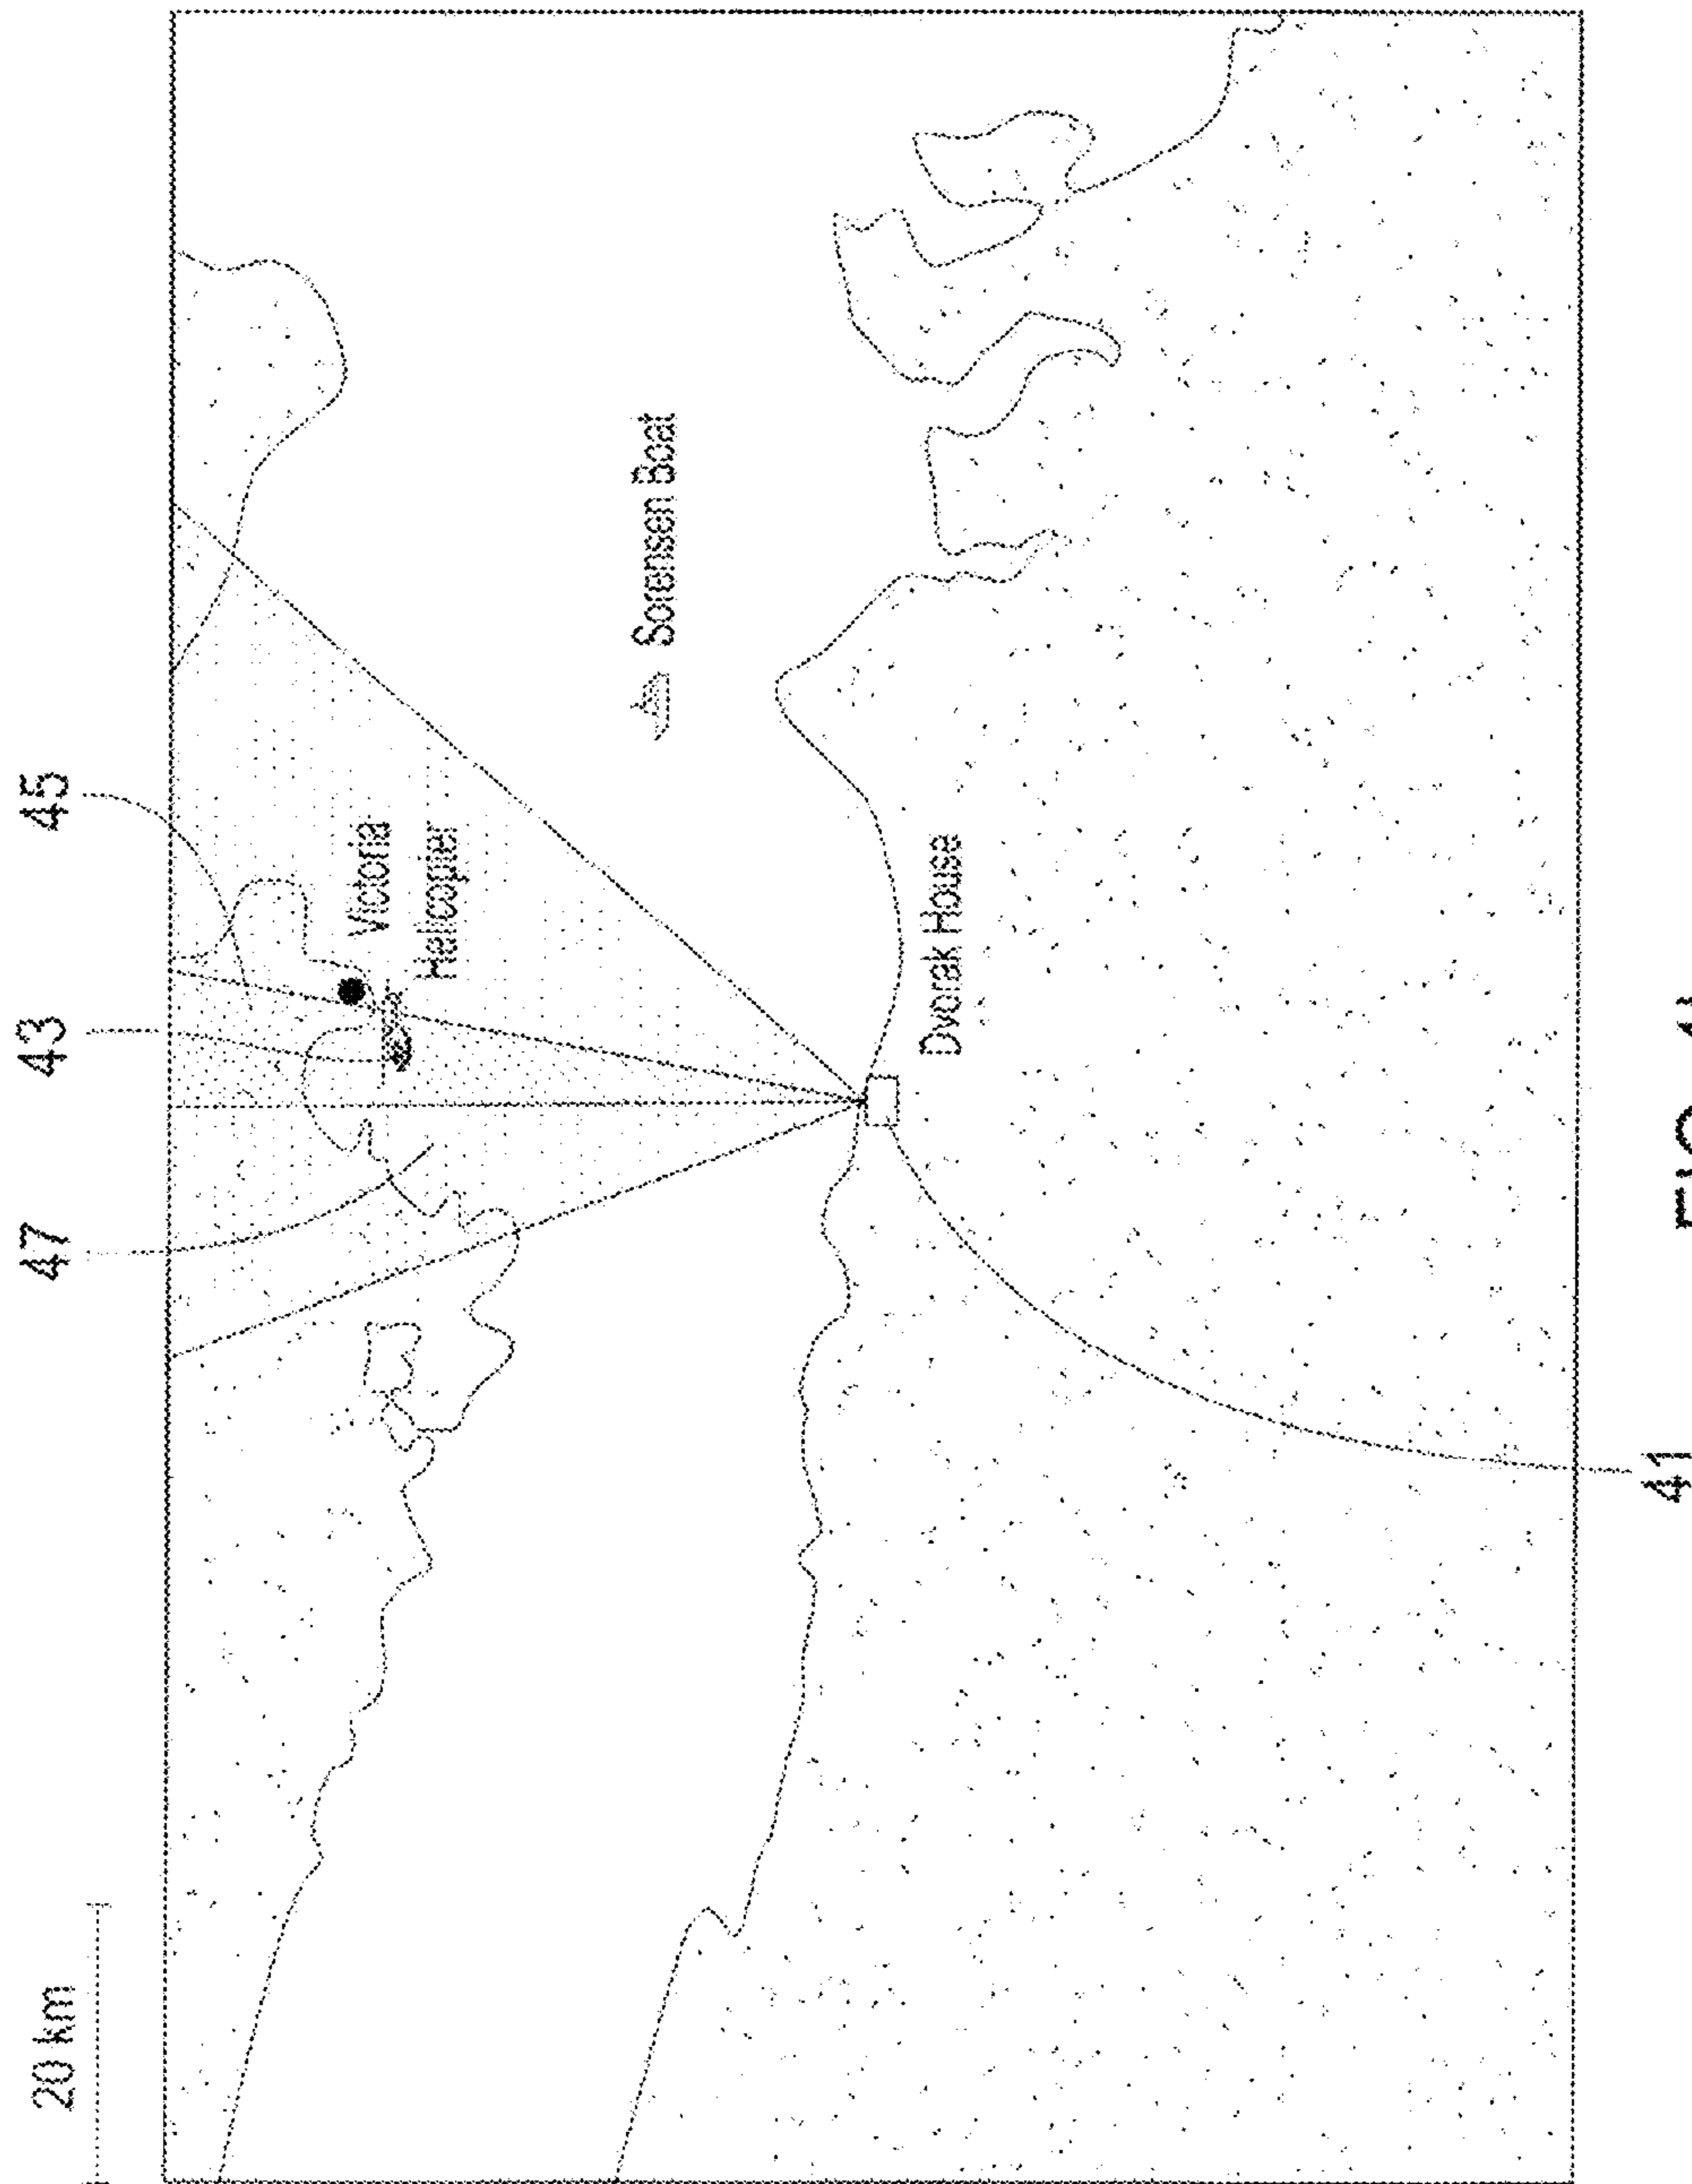 20 km
47
43
45
Victoria
Helicopter
Sorensen Boat
Dvorak House
41